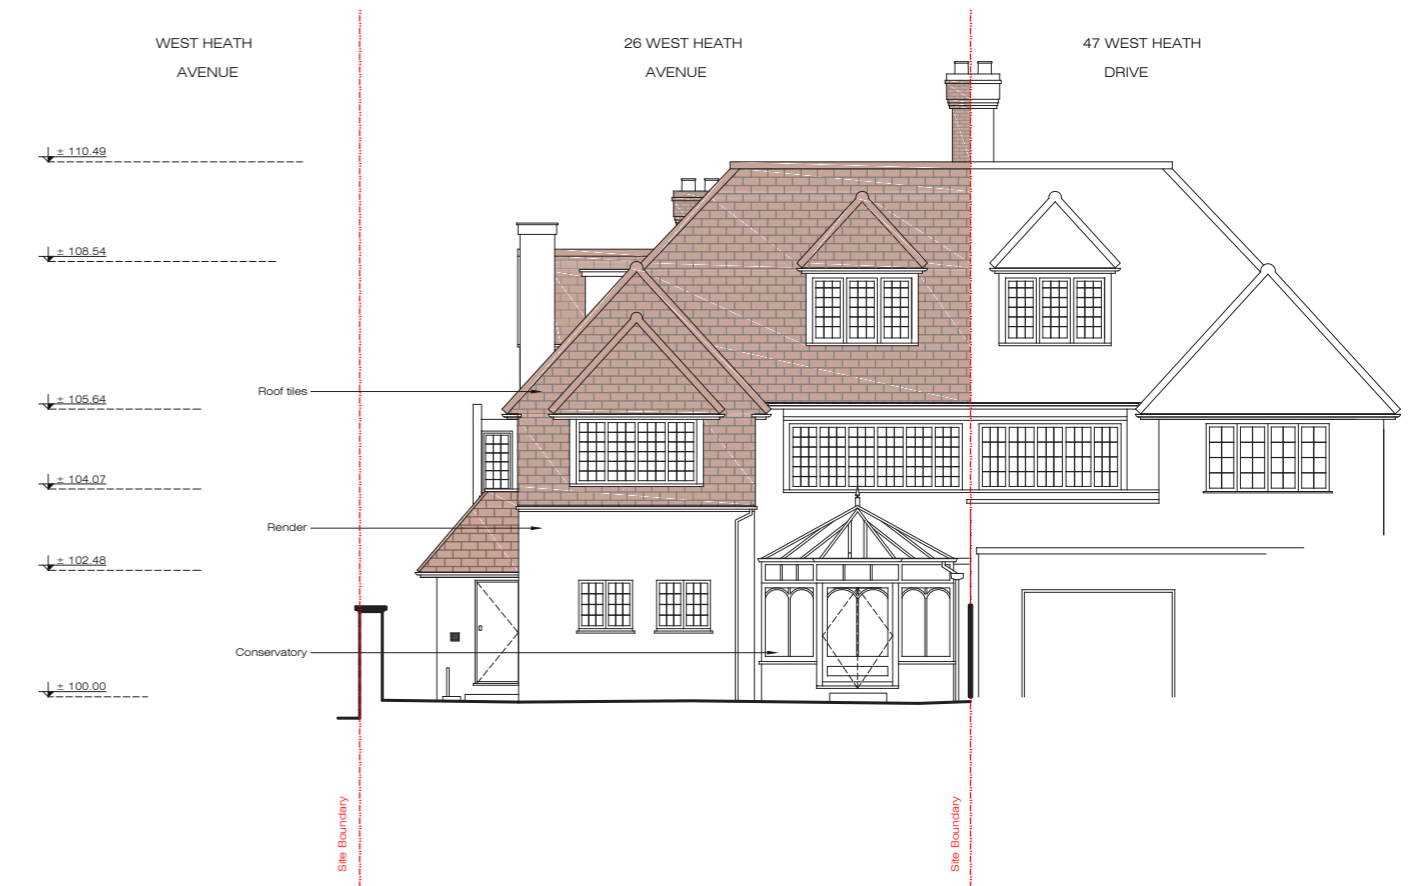 WEST HEATH
AVENUE
26 WEST HEATH
AVENUE
47 WEST HEATH
DRIVE
± 110.49
± 108.54
Roof tiles
± 105.64
± 104.07
Render
± 102.48
Conservatory
± 100.00
Site Boundary
Site Boundary